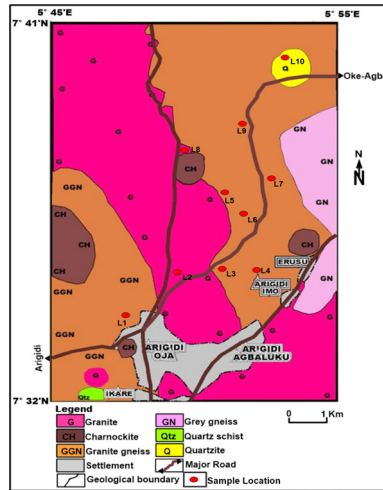 5° 45'E 5° 55'E
7° 41'N
L10
Q
Oke-Agb
G
G
G
L9
GN
G
N
N
G
L8
CH
L7
GGN
L5
G
L6
CH
GGN
CH
ERUSU
GN
L2
L3
L4
ARIGIDI
IMO
GGN
L1
Arigidi
CH
ARIGIDI
OJA
ARIGIDI
AGBALUKU
GGN
G
G
G
Qtz
IKARE
7° 32'N
Legend
G Granite GN Grey gneiss
CH Charnockite Qtz Quartz schist
GGN Granite gneiss Q Quartzite
Settlement Major Road
Geological boundary Sample Location
0 1 Km